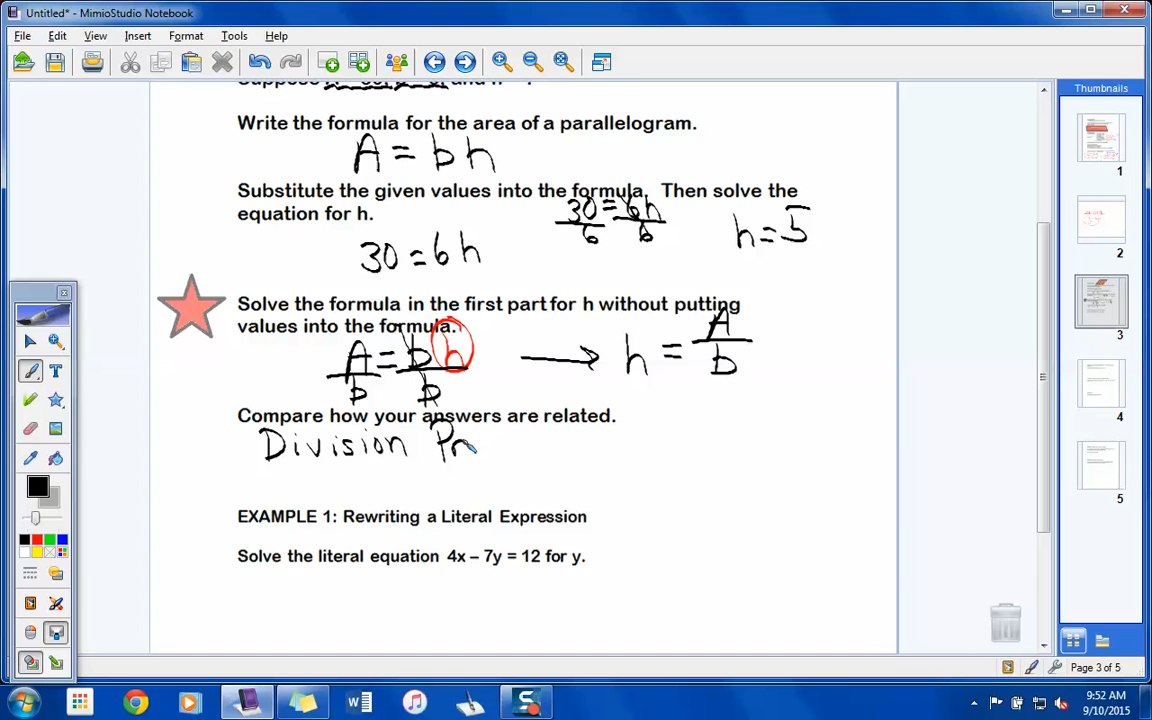 Untitled* - MimioStudio Notebook
File Edit View Insert Format Tools Help
Write the formula for the area of a parallelogram.
A = bh
Substitute the given values into the formula. Then solve the
equation for h.
30 = 6h
30 = 6h
6 6
h = 5
Solve the formula in the first part for h without putting
values into the formula.
A = b h
b b
h = A
b
Compare how your answers are related.
Division Pr
EXAMPLE 1: Rewriting a Literal Expression
Solve the literal equation 4x – 7y = 12 for y.
Thumbnails
1
2
3
4
5
Page 3 of 5
9:52 AM
9/10/2015